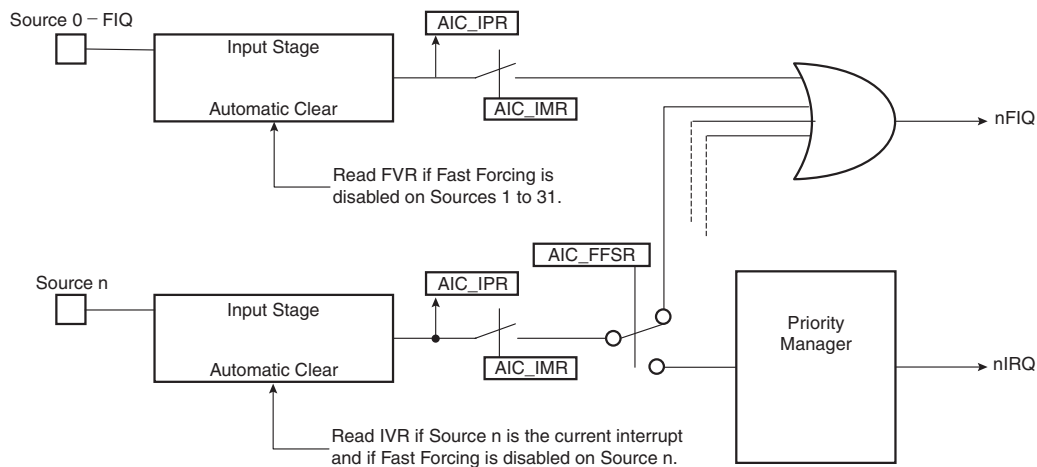 Source 0 – FIQ
AIC_IPR
Input Stage
Automatic Clear
AIC_IMR
nFIQ
Read FVR if Fast Forcing is
disabled on Sources 1 to 31.
AIC_FFSR
Source n
AIC_IPR
Input Stage
Priority
Manager
Automatic Clear
AIC_IMR
nIRQ
Read IVR if Source n is the current interrupt
and if Fast Forcing is disabled on Source n.